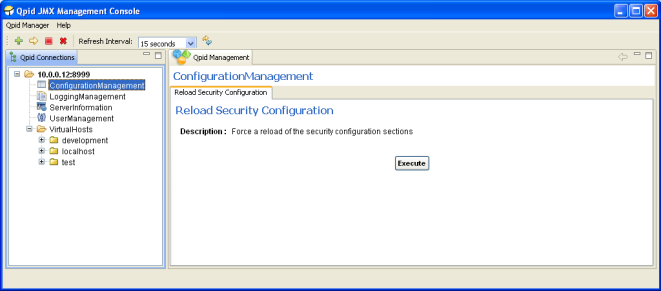 Qpid JMX Management Console
Qpid Manager Help
Refresh Interval: 15 seconds
Qpid Connections
10.0.0.12:8999
ConfigurationManagement
LoggingManagement
ServerInformation
UserManagement
VirtualHosts
development
localhost
test
Qpid Management
ConfigurationManagement
Reload Security Configuration
Reload Security Configuration
Description : Force a reload of the security configuration sections
Execute